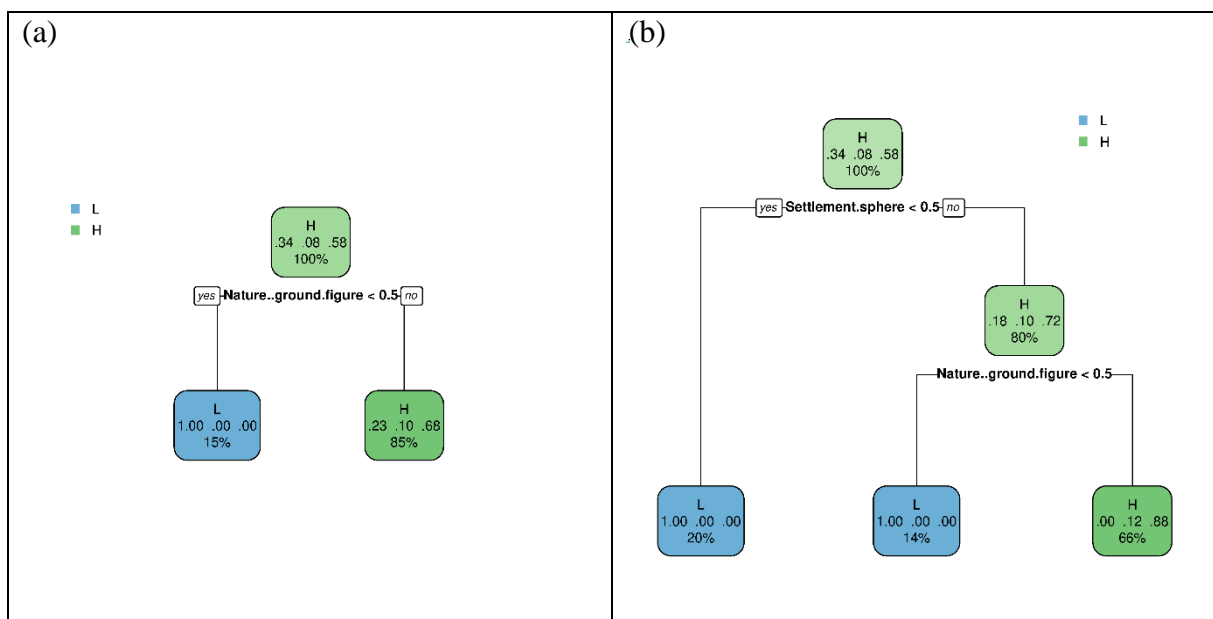 (a)
L
H
H
.34 .08 .58
100%
yes Nature..ground.figure < 0.5 no
L
1.00 .00 .00
15%
H
.23 .10 .68
85%
(b)
L
H
H
.34 .08 .58
100%
yes Settlement.sphere < 0.5 no
H
.18 .10 .72
80%
Nature..ground.figure < 0.5
L
1.00 .00 .00
20%
L
1.00 .00 .00
14%
H
.00 .12 .88
66%